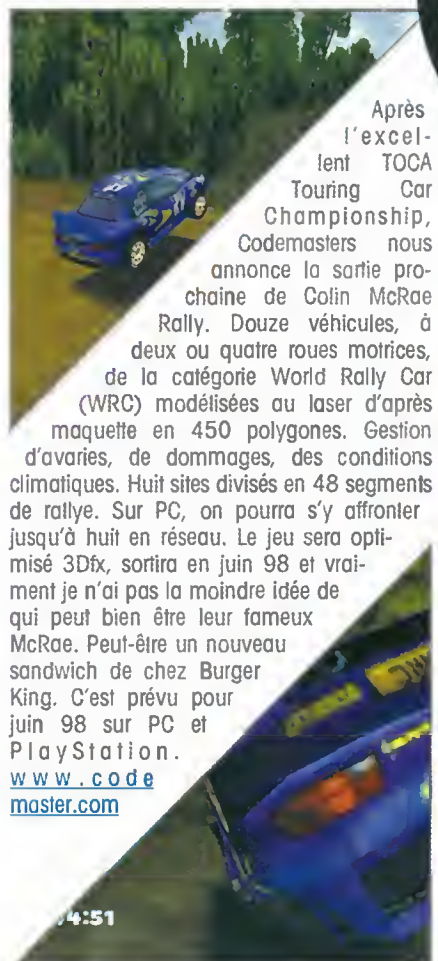 Après
l'excel-
lent TOCA
Touring Car
Championship,
Codemasters nous
annonce la sortie pro-
chaine de Colin McRae
Rally. Douze véhicules, à
deux ou quatre roues motrices,
de la catégorie World Rally Car
(WRC) modélisées au laser d'après
maquette en 450 polygones. Gestion
d'avaries, de dommages, des conditions
climatiques. Huit sites divisés en 48 segments
de rallye. Sur PC, on pourra s'y affronter
jusqu'à huit en réseau. Le jeu sera opti-
misé 3Dfx, sortira en juin 98 et vrai-
ment je n'ai pas la moindre idée de
qui peut bien être leur fameux
McRae. Peut-être un nouveau
sandwich de chez Burger
King. C'est prévu pour
juin 98 sur PC et
PlayStation.
www.code
master.com
4:51